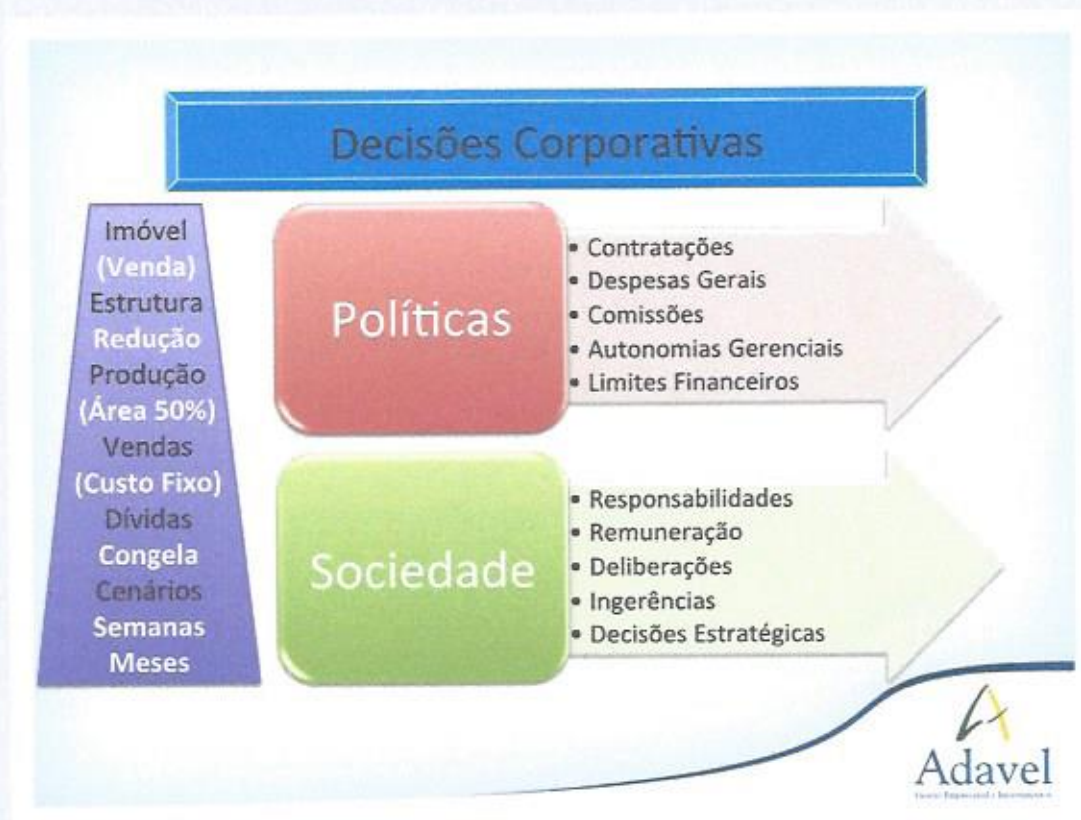 Decisões Corporativas
Imóvel
(Venda)
Estrutura
Redução
Produção
(Área 50%)
Vendas
(Custo Fixo)
Dívidas
Congela
Cenários
Semanas
Meses
Políticas
• Contratações
• Despesas Gerais
• Comissões
• Autonomias Gerenciais
• Limites Financeiros
Sociedade
• Responsabilidades
• Remuneração
• Deliberações
• Ingerências
• Decisões Estratégicas
Adavel